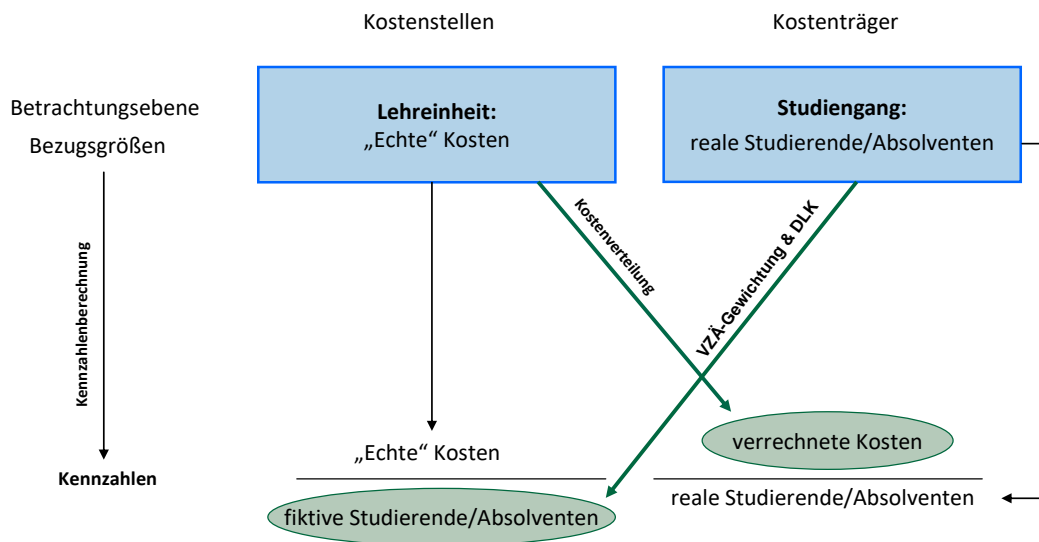 Kostenstellen
Kostenträger
Betrachtungsebene
Bezugsgrößen
Lehreinheit:
„Echte“ Kosten
Studiengang:
reale Studierende/Absolventen
Kennzahlenberechnung
Kostenverteilung
VZÄ-Gewichtung & DLK
Kennzahlen
„Echte“ Kosten
fiktive Studierende/Absolventen
verrechnete Kosten
reale Studierende/Absolventen